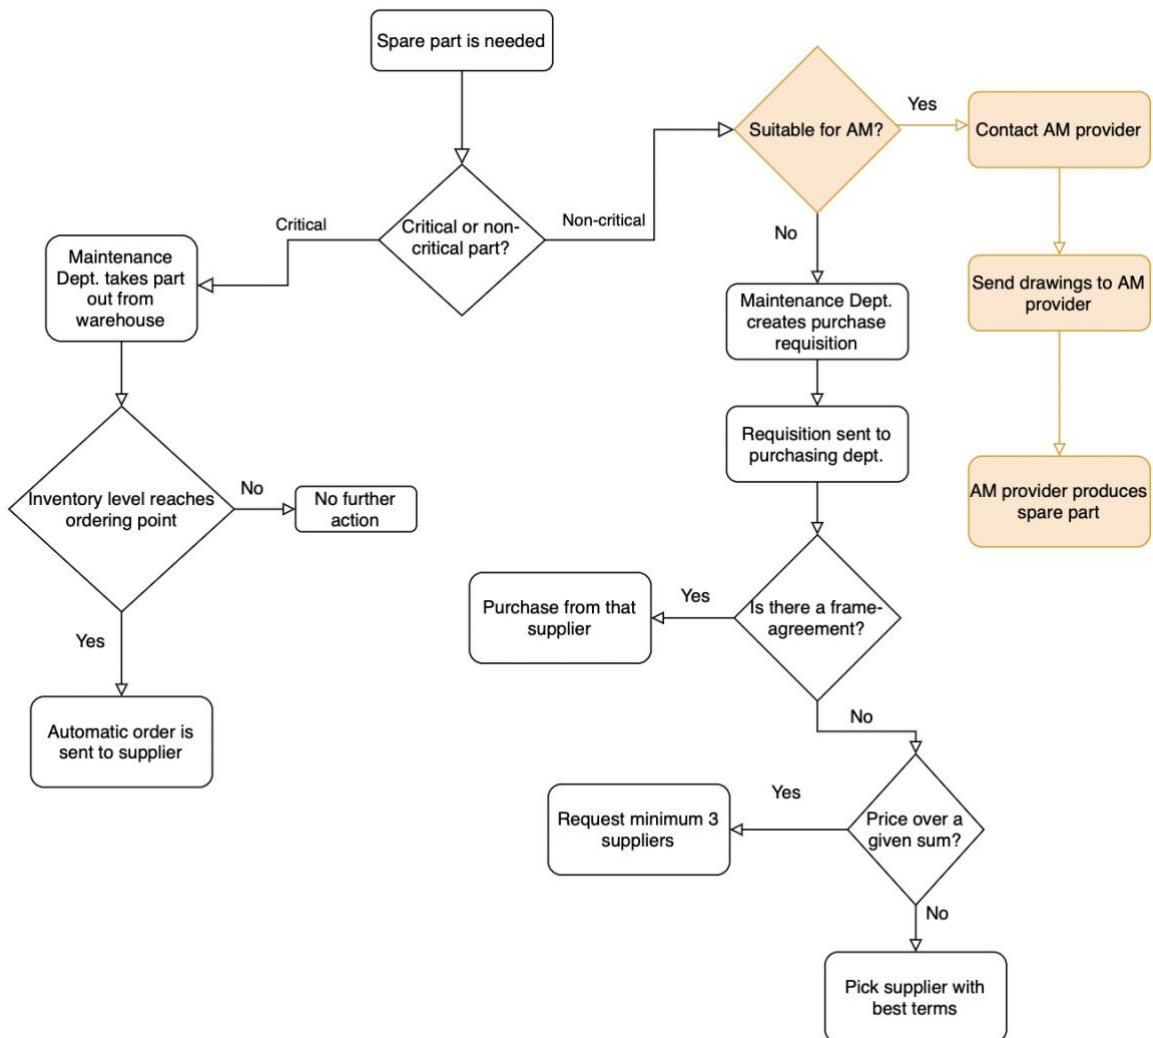 Spare part is needed
Critical or non-
critical part?
Critical
Non-critical
Maintenance
Dept. takes part
out from
warehouse
Inventory level reaches
ordering point
No
No further
action
Yes
Automatic order is
sent to supplier
Suitable for AM?
Yes
Contact AM provider
Send drawings to AM
provider
AM provider produces
spare part
No
Maintenance Dept.
creates purchase
requisition
Requisition sent to
purchasing dept.
Is there a frame-
agreement?
Yes
Purchase from that
supplier
No
Price over a
given sum?
Yes
Request minimum 3
suppliers
No
Pick supplier with
best terms